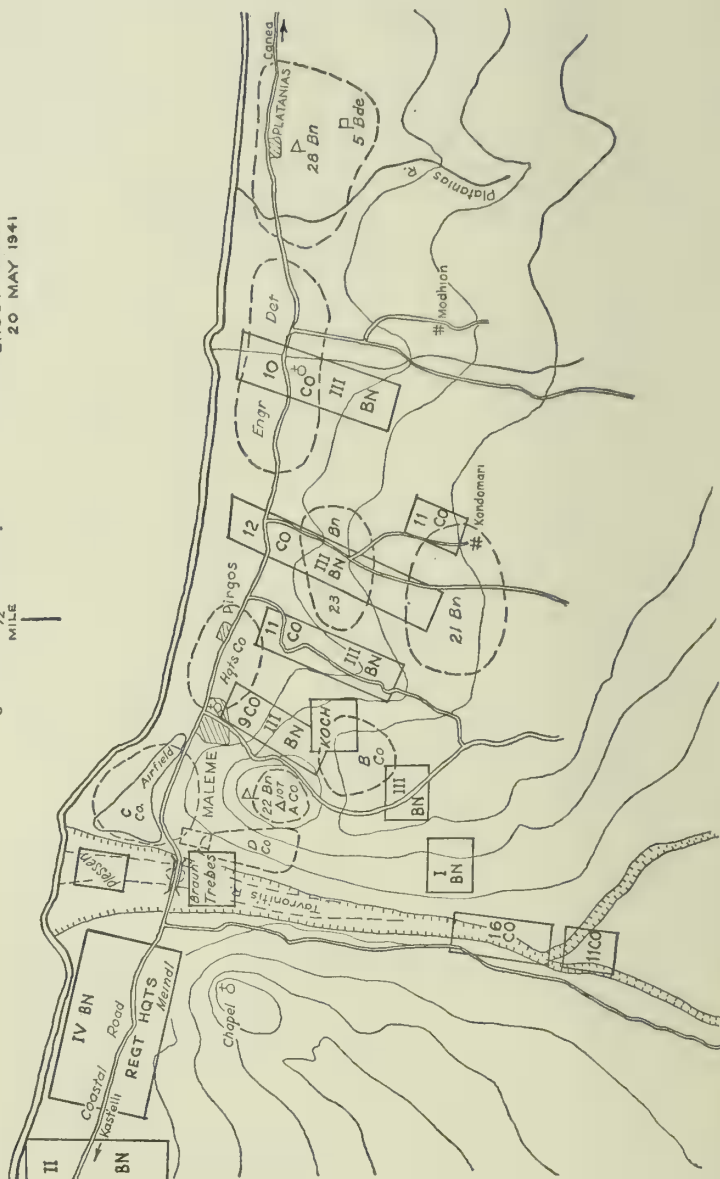 20 MAY 1941
½
MILE
Canea
PLATANIAS
28 Bn
5 Bde
Platanias R.
Modhion
Det
10
CO
Engr
III
BN
12
CO
Bn
III
BN
23
11
CO
Kondomari
21 Bn
Pirgos
Hqts Co
11
CO
III
BN
9 CO
III
BN
KOCH
B
Co
III
BN
Airfield
C
Co.
MALEME
22 Bn
107
A Co
D
Co
I
BN
Plessen
Braun
Trebes
Tavronitis
16
CO
11 CO
Chapel
IV BN
Coastal Road
REGT HQTS
Meindl
Kastelli
II
BN